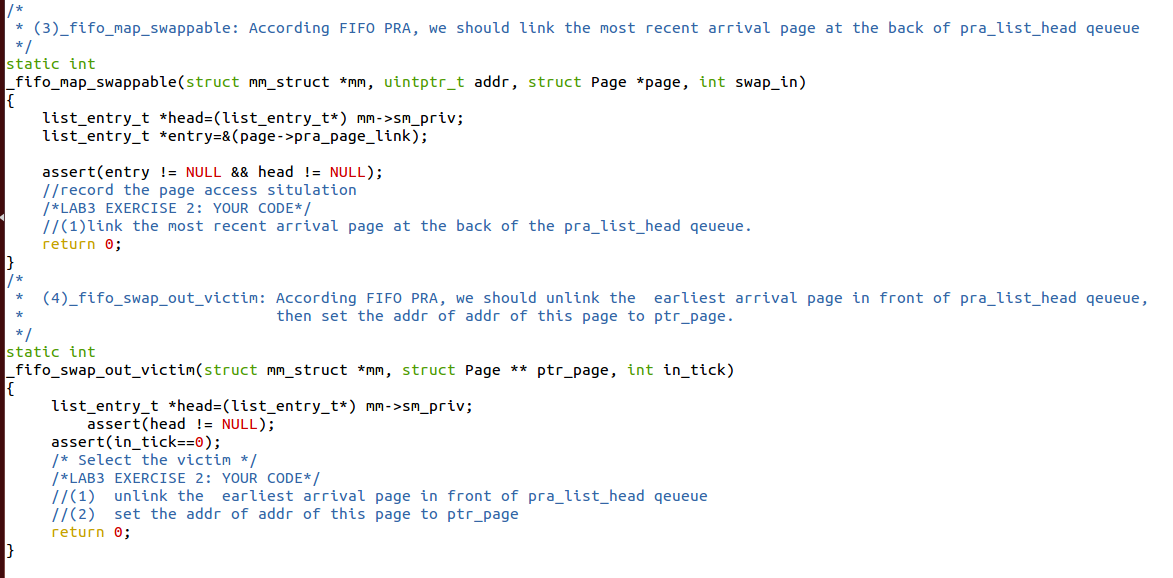 /*
 * (3)_fifo_map_swappable: According FIFO PRA, we should link the most recent arrival page at the back of pra_list_head qeueue
 */
static int
_fifo_map_swappable(struct mm_struct *mm, uintptr_t addr, struct Page *page, int swap_in)
{
    list_entry_t *head=(list_entry_t*) mm->sm_priv;
    list_entry_t *entry=&(page->pra_page_link);

    assert(entry != NULL && head != NULL);
    //record the page access situlation
    /*LAB3 EXERCISE 2: YOUR CODE*/
    //(1)link the most recent arrival page at the back of the pra_list_head qeueue.
    return 0;
}
/*
 *  (4)_fifo_swap_out_victim: According FIFO PRA, we should unlink the  earliest arrival page in front of pra_list_head qeueue,
 *                            then set the addr of addr of this page to ptr_page.
 */
static int
_fifo_swap_out_victim(struct mm_struct *mm, struct Page ** ptr_page, int in_tick)
{
     list_entry_t *head=(list_entry_t*) mm->sm_priv;
         assert(head != NULL);
     assert(in_tick==0);
     /* Select the victim */
     /*LAB3 EXERCISE 2: YOUR CODE*/
     //(1)  unlink the  earliest arrival page in front of pra_list_head qeueue
     //(2)  set the addr of addr of this page to ptr_page
     return 0;
}